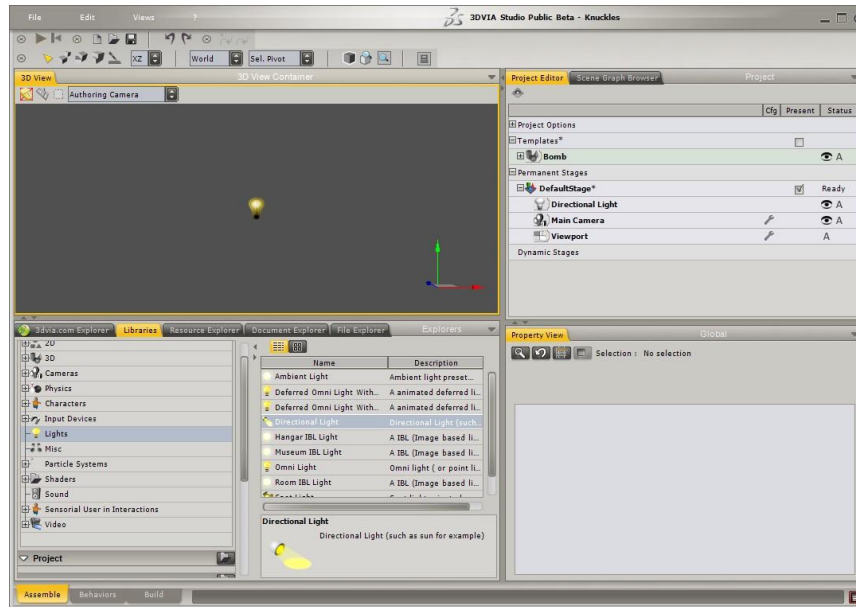 File Edit Views ?
3DVIA Studio Public Beta - Knuckles
XZ World Sel. Pivot
3D View 3D View Container
Authoring Camera
Project Editor Scene Graph Browser Project
Cfg Present Status
Project Options
Templates*
Bomb A
Permanent Stages
DefaultStage* Ready
Directional Light A
Main Camera A
Viewport A
Dynamic Stages
3dvia.com Explorer Libraries Resource Explorer Document Explorer File Explorer Explorers
2D
3D
Cameras
Physics
Characters
Input Devices
Lights
Misc
Particle Systems
Shaders
Sound
Sensorial User in Interactions
Video
Project
Name Description
Ambient Light Ambient light preset...
Deferred Omni Light With... A animated deferred li...
Deferred Omni Light With... A animated deferred li...
Directional Light Directional Light (such...
Hangar IBL Light A IBL (Image based li...
Museum IBL Light A IBL (Image based li...
Omni Light Omni light ( or point li...
Room IBL Light A IBL (Image based li...
Directional Light
Directional Light (such as sun for example)
Property View Global
Selection : No selection
Assemble Behaviors Build